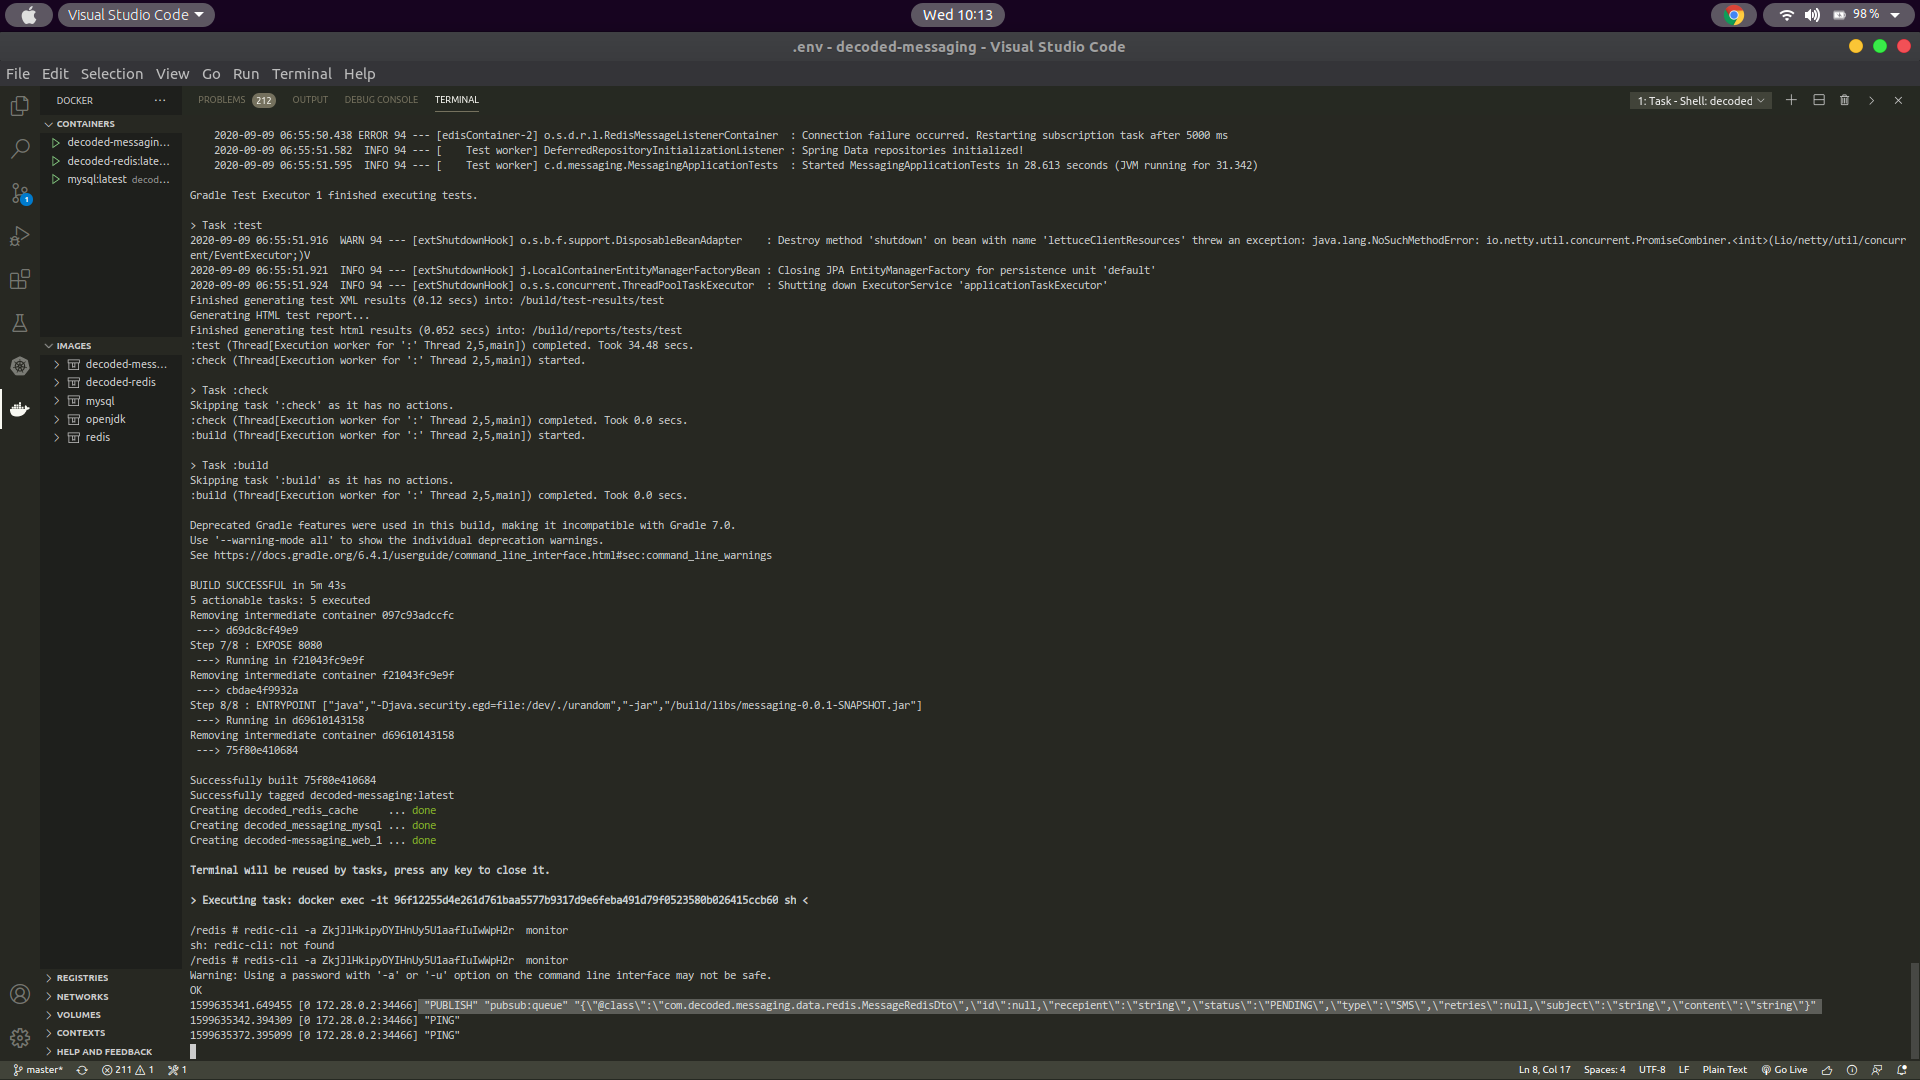 Visual Studio Code
Wed 10:13
98 %
.env - decoded-messaging - Visual Studio Code
File Edit Selection View Go Run Terminal Help
DOCKER ···
PROBLEMS 212 OUTPUT DEBUG CONSOLE TERMINAL
1: Task - Shell: decoded
CONTAINERS
decoded-messagin...
decoded-redis:late...
mysql:latest decod...
IMAGES
decoded-mess...
decoded-redis
mysql
openjdk
redis
REGISTRIES
NETWORKS
VOLUMES
CONTEXTS
HELP AND FEEDBACK
1
2020-09-09 06:55:50.438 ERROR 94 --- [edisContainer-2] o.s.d.r.l.RedisMessageListenerContainer  : Connection failure occurred. Restarting subscription task after 5000 ms
2020-09-09 06:55:51.582  INFO 94 --- [    Test worker] DeferredRepositoryInitializationListener : Spring Data repositories initialized!
2020-09-09 06:55:51.595  INFO 94 --- [    Test worker] c.d.messaging.MessagingApplicationTests  : Started MessagingApplicationTests in 28.613 seconds (JVM running for 31.342)
Gradle Test Executor 1 finished executing tests.
> Task :test
2020-09-09 06:55:51.916  WARN 94 --- [extShutdownHook] o.s.b.f.support.DisposableBeanAdapter    : Destroy method 'shutdown' on bean with name 'lettuceClientResources' threw an exception: java.lang.NoSuchMethodError: io.netty.util.concurrent.PromiseCombiner.<init>(Lio/netty/util/concurr
ent/EventExecutor;)V
2020-09-09 06:55:51.921  INFO 94 --- [extShutdownHook] j.LocalContainerEntityManagerFactoryBean : Closing JPA EntityManagerFactory for persistence unit 'default'
2020-09-09 06:55:51.924  INFO 94 --- [extShutdownHook] o.s.s.concurrent.ThreadPoolTaskExecutor  : Shutting down ExecutorService 'applicationTaskExecutor'
Finished generating test XML results (0.12 secs) into: /build/test-results/test
Generating HTML test report...
Finished generating test html results (0.052 secs) into: /build/reports/tests/test
:test (Thread[Execution worker for ':' Thread 2,5,main]) completed. Took 34.48 secs.
:check (Thread[Execution worker for ':' Thread 2,5,main]) started.
> Task :check
Skipping task ':check' as it has no actions.
:check (Thread[Execution worker for ':' Thread 2,5,main]) completed. Took 0.0 secs.
:build (Thread[Execution worker for ':' Thread 2,5,main]) started.
> Task :build
Skipping task ':build' as it has no actions.
:build (Thread[Execution worker for ':' Thread 2,5,main]) completed. Took 0.0 secs.
Deprecated Gradle features were used in this build, making it incompatible with Gradle 7.0.
Use '--warning-mode all' to show the individual deprecation warnings.
See https://docs.gradle.org/6.4.1/userguide/command_line_interface.html#sec:command_line_warnings
BUILD SUCCESSFUL in 5m 43s
5 actionable tasks: 5 executed
Removing intermediate container 097c93adccfc
---> d69dc8cf49e9
Step 7/8 : EXPOSE 8080
---> Running in f21043fc9e9f
Removing intermediate container f21043fc9e9f
---> cbdae4f9932a
Step 8/8 : ENTRYPOINT ["java","-Djava.security.egd=file:/dev/./urandom","-jar","/build/libs/messaging-0.0.1-SNAPSHOT.jar"]
---> Running in d69610143158
Removing intermediate container d69610143158
---> 75f80e410684
Successfully built 75f80e410684
Successfully tagged decoded-messaging:latest
Creating decoded_redis_cache     ... done
Creating decoded_messaging_mysql ... done
Creating decoded-messaging_web_1 ... done
Terminal will be reused by tasks, press any key to close it.
> Executing task: docker exec -it 96f12255d4e261d761baa5577b9317d9e6feba491d79f0523580b026415ccb60 sh <
/redis # redic-cli -a ZkjJlHkipyDYIHnUy5U1aafIuIwWpH2r  monitor
sh: redic-cli: not found
/redis # redis-cli -a ZkjJlHkipyDYIHnUy5U1aafIuIwWpH2r  monitor
Warning: Using a password with '-a' or '-u' option on the command line interface may not be safe.
OK
1599635341.649455 [0 172.28.0.2:34466] "PUBLISH" "pubsub:queue" "{\"@class\":\"com.decoded.messaging.data.redis.MessageRedisDto\",\"id\":null,\"recepient\":\"string\",\"status\":\"PENDING\",\"type\":\"SMS\",\"retries\":null,\"subject\":\"string\",\"content\":\"string\"}"
1599635342.394309 [0 172.28.0.2:34466] "PING"
1599635372.395099 [0 172.28.0.2:34466] "PING"
master* 211 1 1
Ln 8, Col 17 Spaces: 4 UTF-8 LF Plain Text Go Live